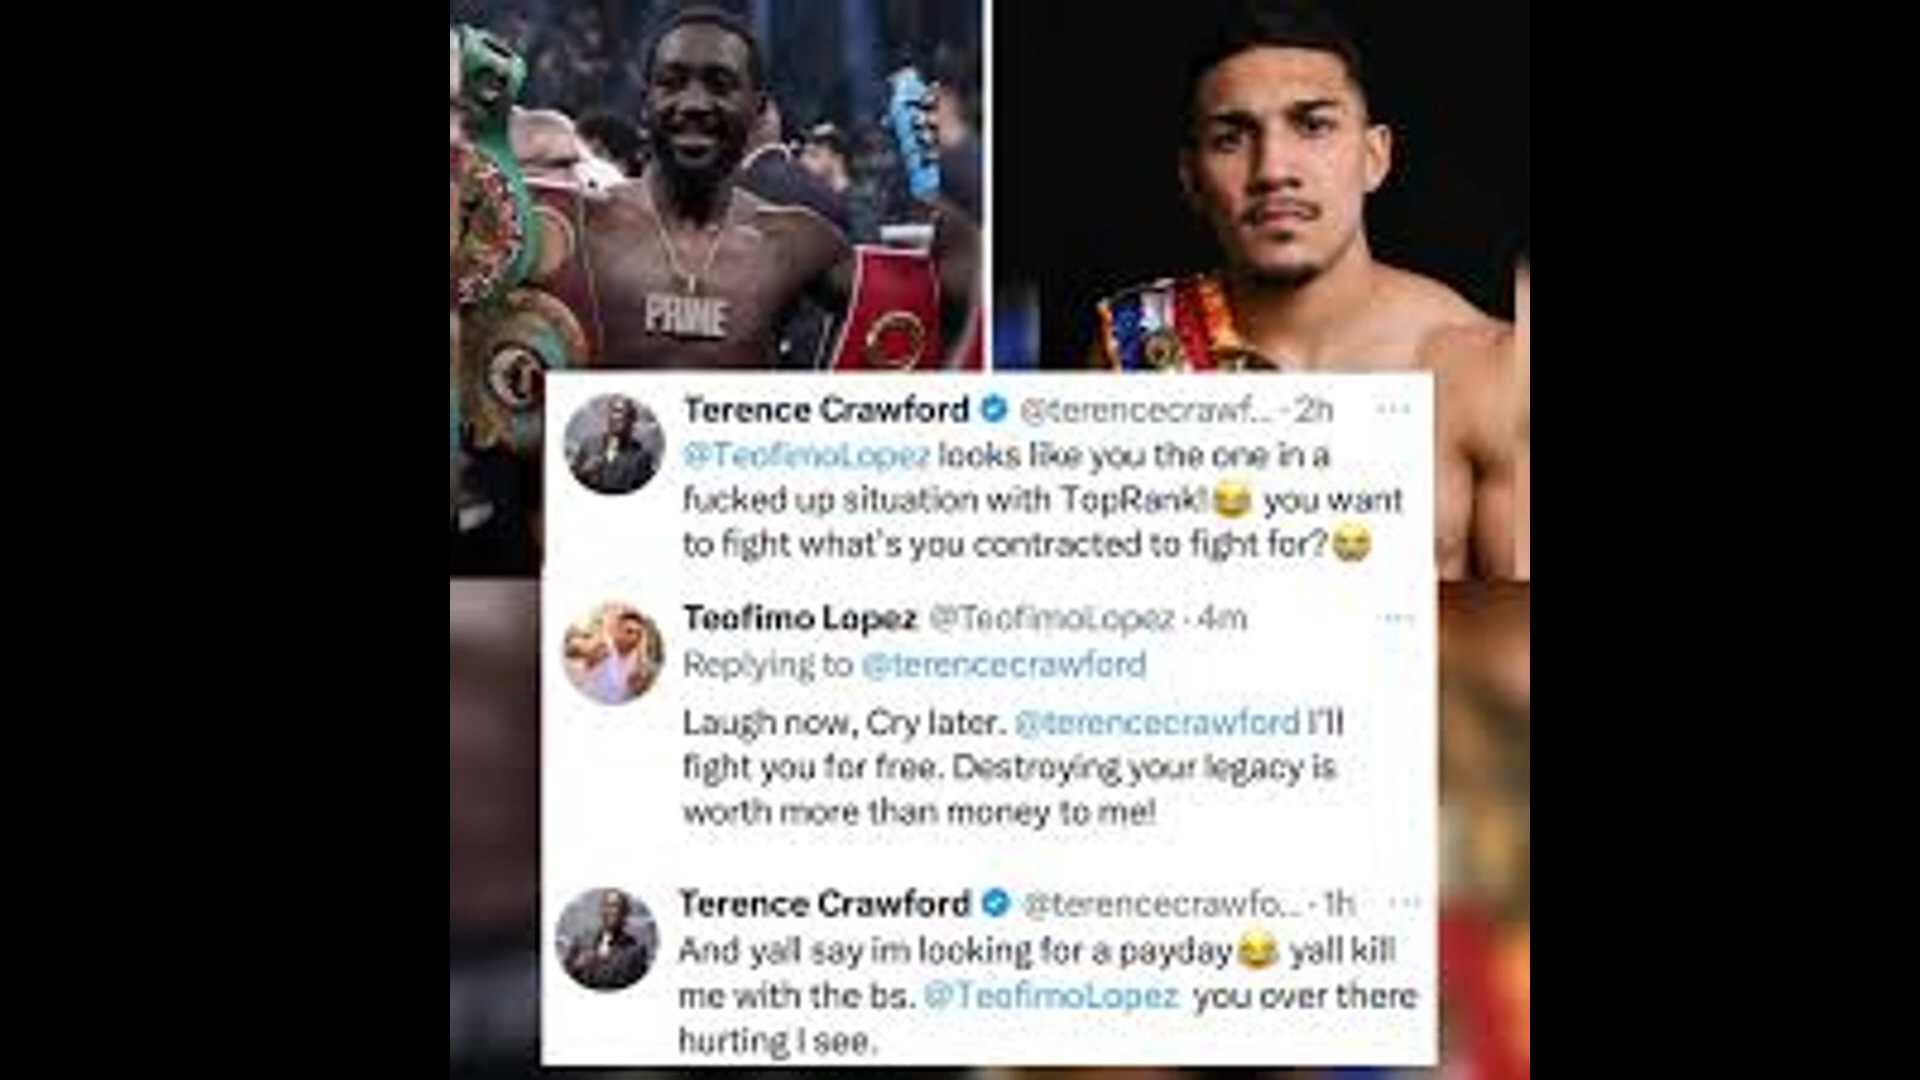 PRIME
Terence Crawford @terencecrawf... · 2h
@TeofimoLopez looks like you the one in a
fucked up situation with TopRank!😂 you want
to fight what's you contracted to fight for?😭
Teofimo Lopez @TeofimoLopez · 4m
Replying to @terencecrawford
Laugh now, Cry later. @terencecrawford I'll
fight you for free. Destroying your legacy is
worth more than money to me!
Terence Crawford @terencecrawfo... · 1h
And yall say im looking for a payday😂 yall kill
me with the bs. @TeofimoLopez you over there
hurting I see.